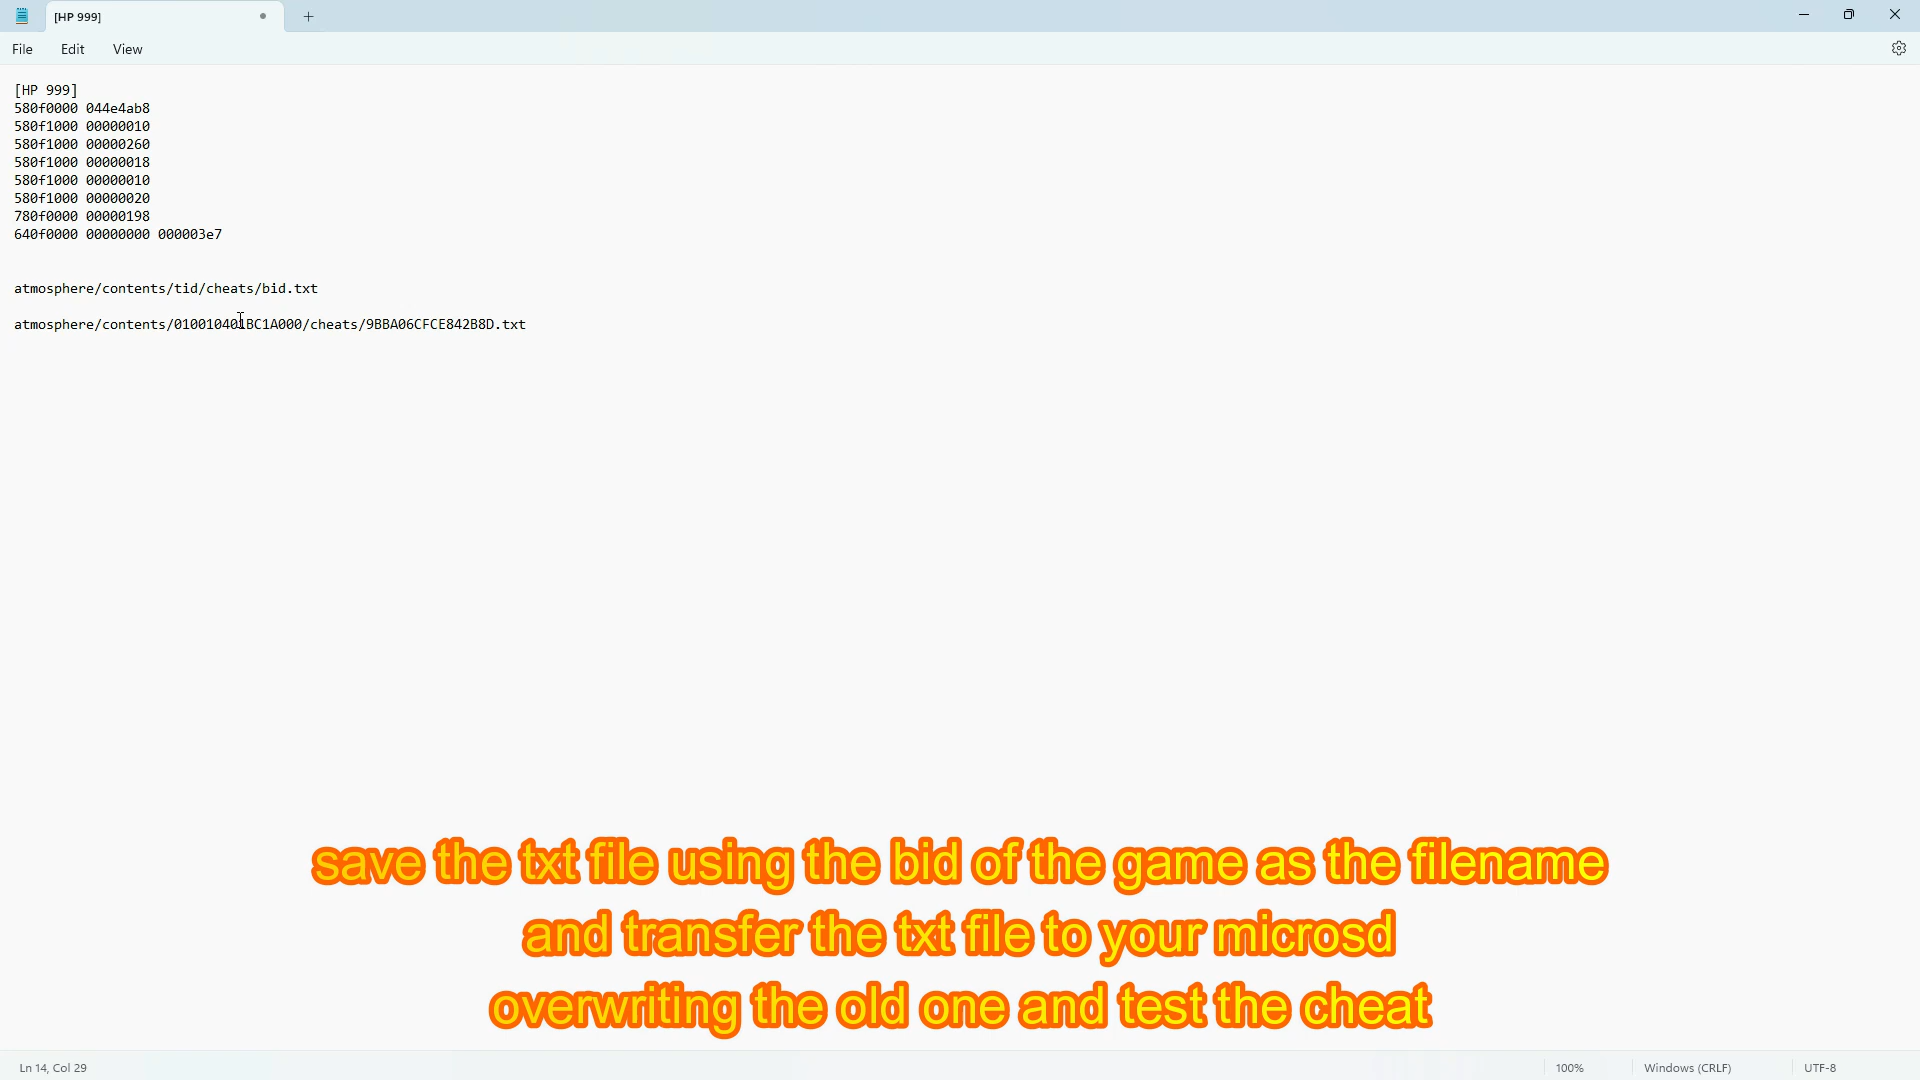 [HP 999]
File Edit View
[HP 999]
580f0000 044e4ab8
580f1000 00000010
580f1000 00000260
580f1000 00000018
580f1000 00000010
580f1000 00000020
780f0000 00000198
640f0000 00000000 000003e7
atmosphere/contents/tid/cheats/bid.txt
atmosphere/contents/010010401BC1A000/cheats/9BBA06CFCE842B8D.txt
save the txt file using the bid of the game as the filename
and transfer the txt file to your microsd
overwriting the old one and test the cheat
Ln 14, Col 29 100% Windows (CRLF) UTF-8